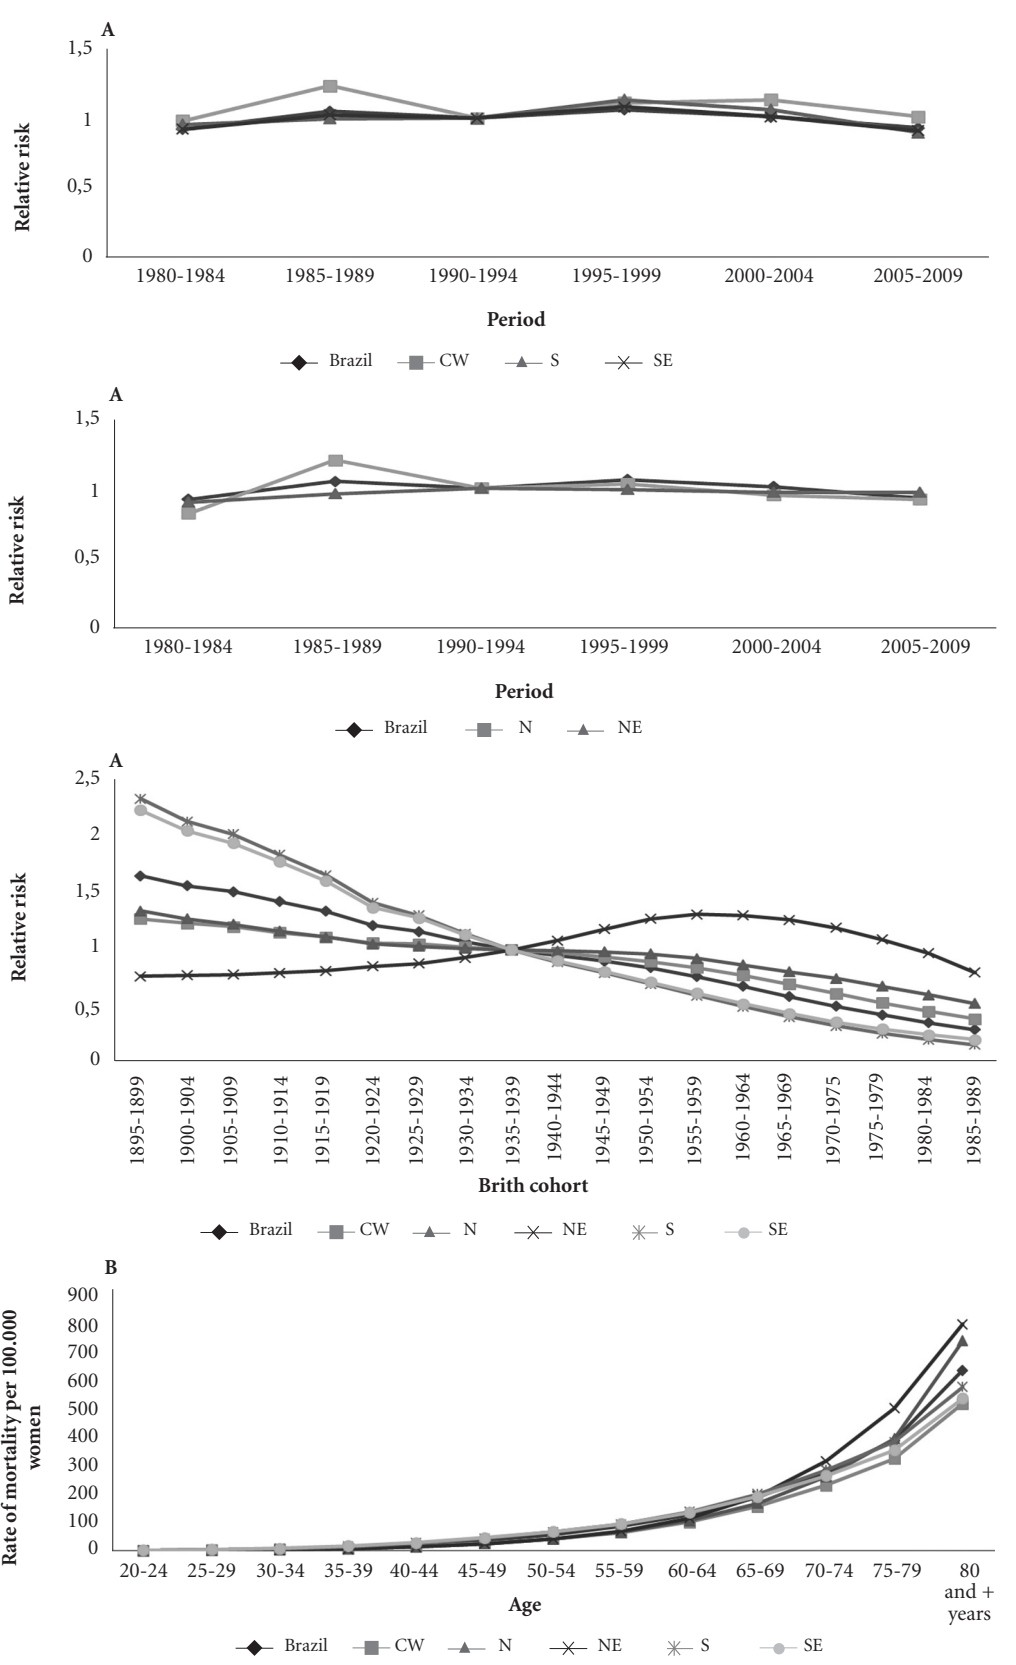 A
1,5
1
0,5
0
Relative risk
1980-1984 1985-1989 1990-1994 1995-1999 2000-2004 2005-2009
Period
Brazil CW S SE
A
1,5
1
0,5
0
Relative risk
1980-1984 1985-1989 1990-1994 1995-1999 2000-2004 2005-2009
Period
Brazil N NE
A
2,5
2
1,5
1
0,5
0
Relative risk
1895-1899 1900-1904 1905-1909 1910-1914 1915-1919 1920-1924 1925-1929 1930-1934 1935-1939 1940-1944 1945-1949 1950-1954 1955-1959 1960-1964 1965-1969 1970-1975 1975-1979 1980-1984 1985-1989
Brith cohort
Brazil CW N NE S SE
B
900
800
700
600
500
400
300
200
100
0
Rate of mortality per 100.000
women
20-24 25-29 30-34 35-39 40-44 45-49 50-54 55-59 60-64 65-69 70-74 75-79 80
and +
years
Age
Brazil CW N NE S SE